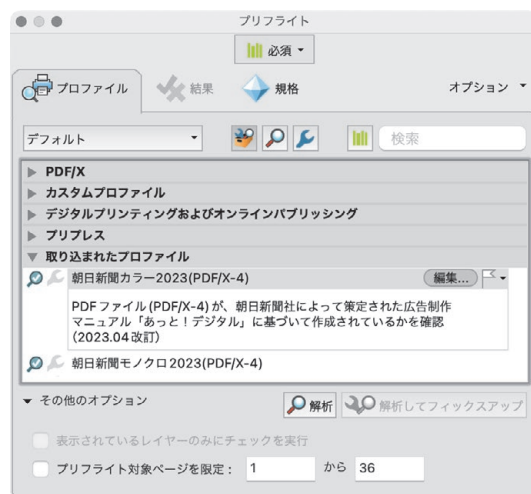 プリフライト
必須
プロファイル 結果 規格 オプション
デフォルト 検索
PDF/X
カスタムプロファイル
デジタルプリンティングおよびオンラインパブリッシング
プリプレス
取り込まれたプロファイル
朝日新聞カラー2023(PDF/X-4) 編集...
PDFファイル(PDF/X-4)が、朝日新聞社によって策定された広告制作
マニュアル「あっと！デジタル」に基づいて作成されているかを確認
(2023.04改訂)
朝日新聞モノクロ2023(PDF/X-4)
その他のオプション 解析 解析してフィックスアップ
表示されているレイヤーのみにチェックを実行
プリフライト対象ページを限定： 1 から 36